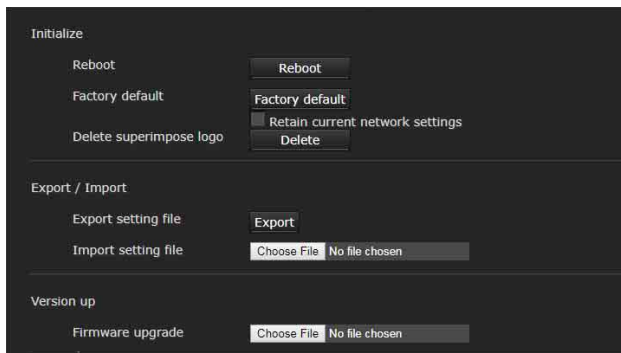 Initialize
Reboot Reboot
Factory default Factory default
Retain current network settings
Delete superimpose logo Delete
Export / Import
Export setting file Export
Import setting file Choose File No file chosen
Version up
Firmware upgrade Choose File No file chosen